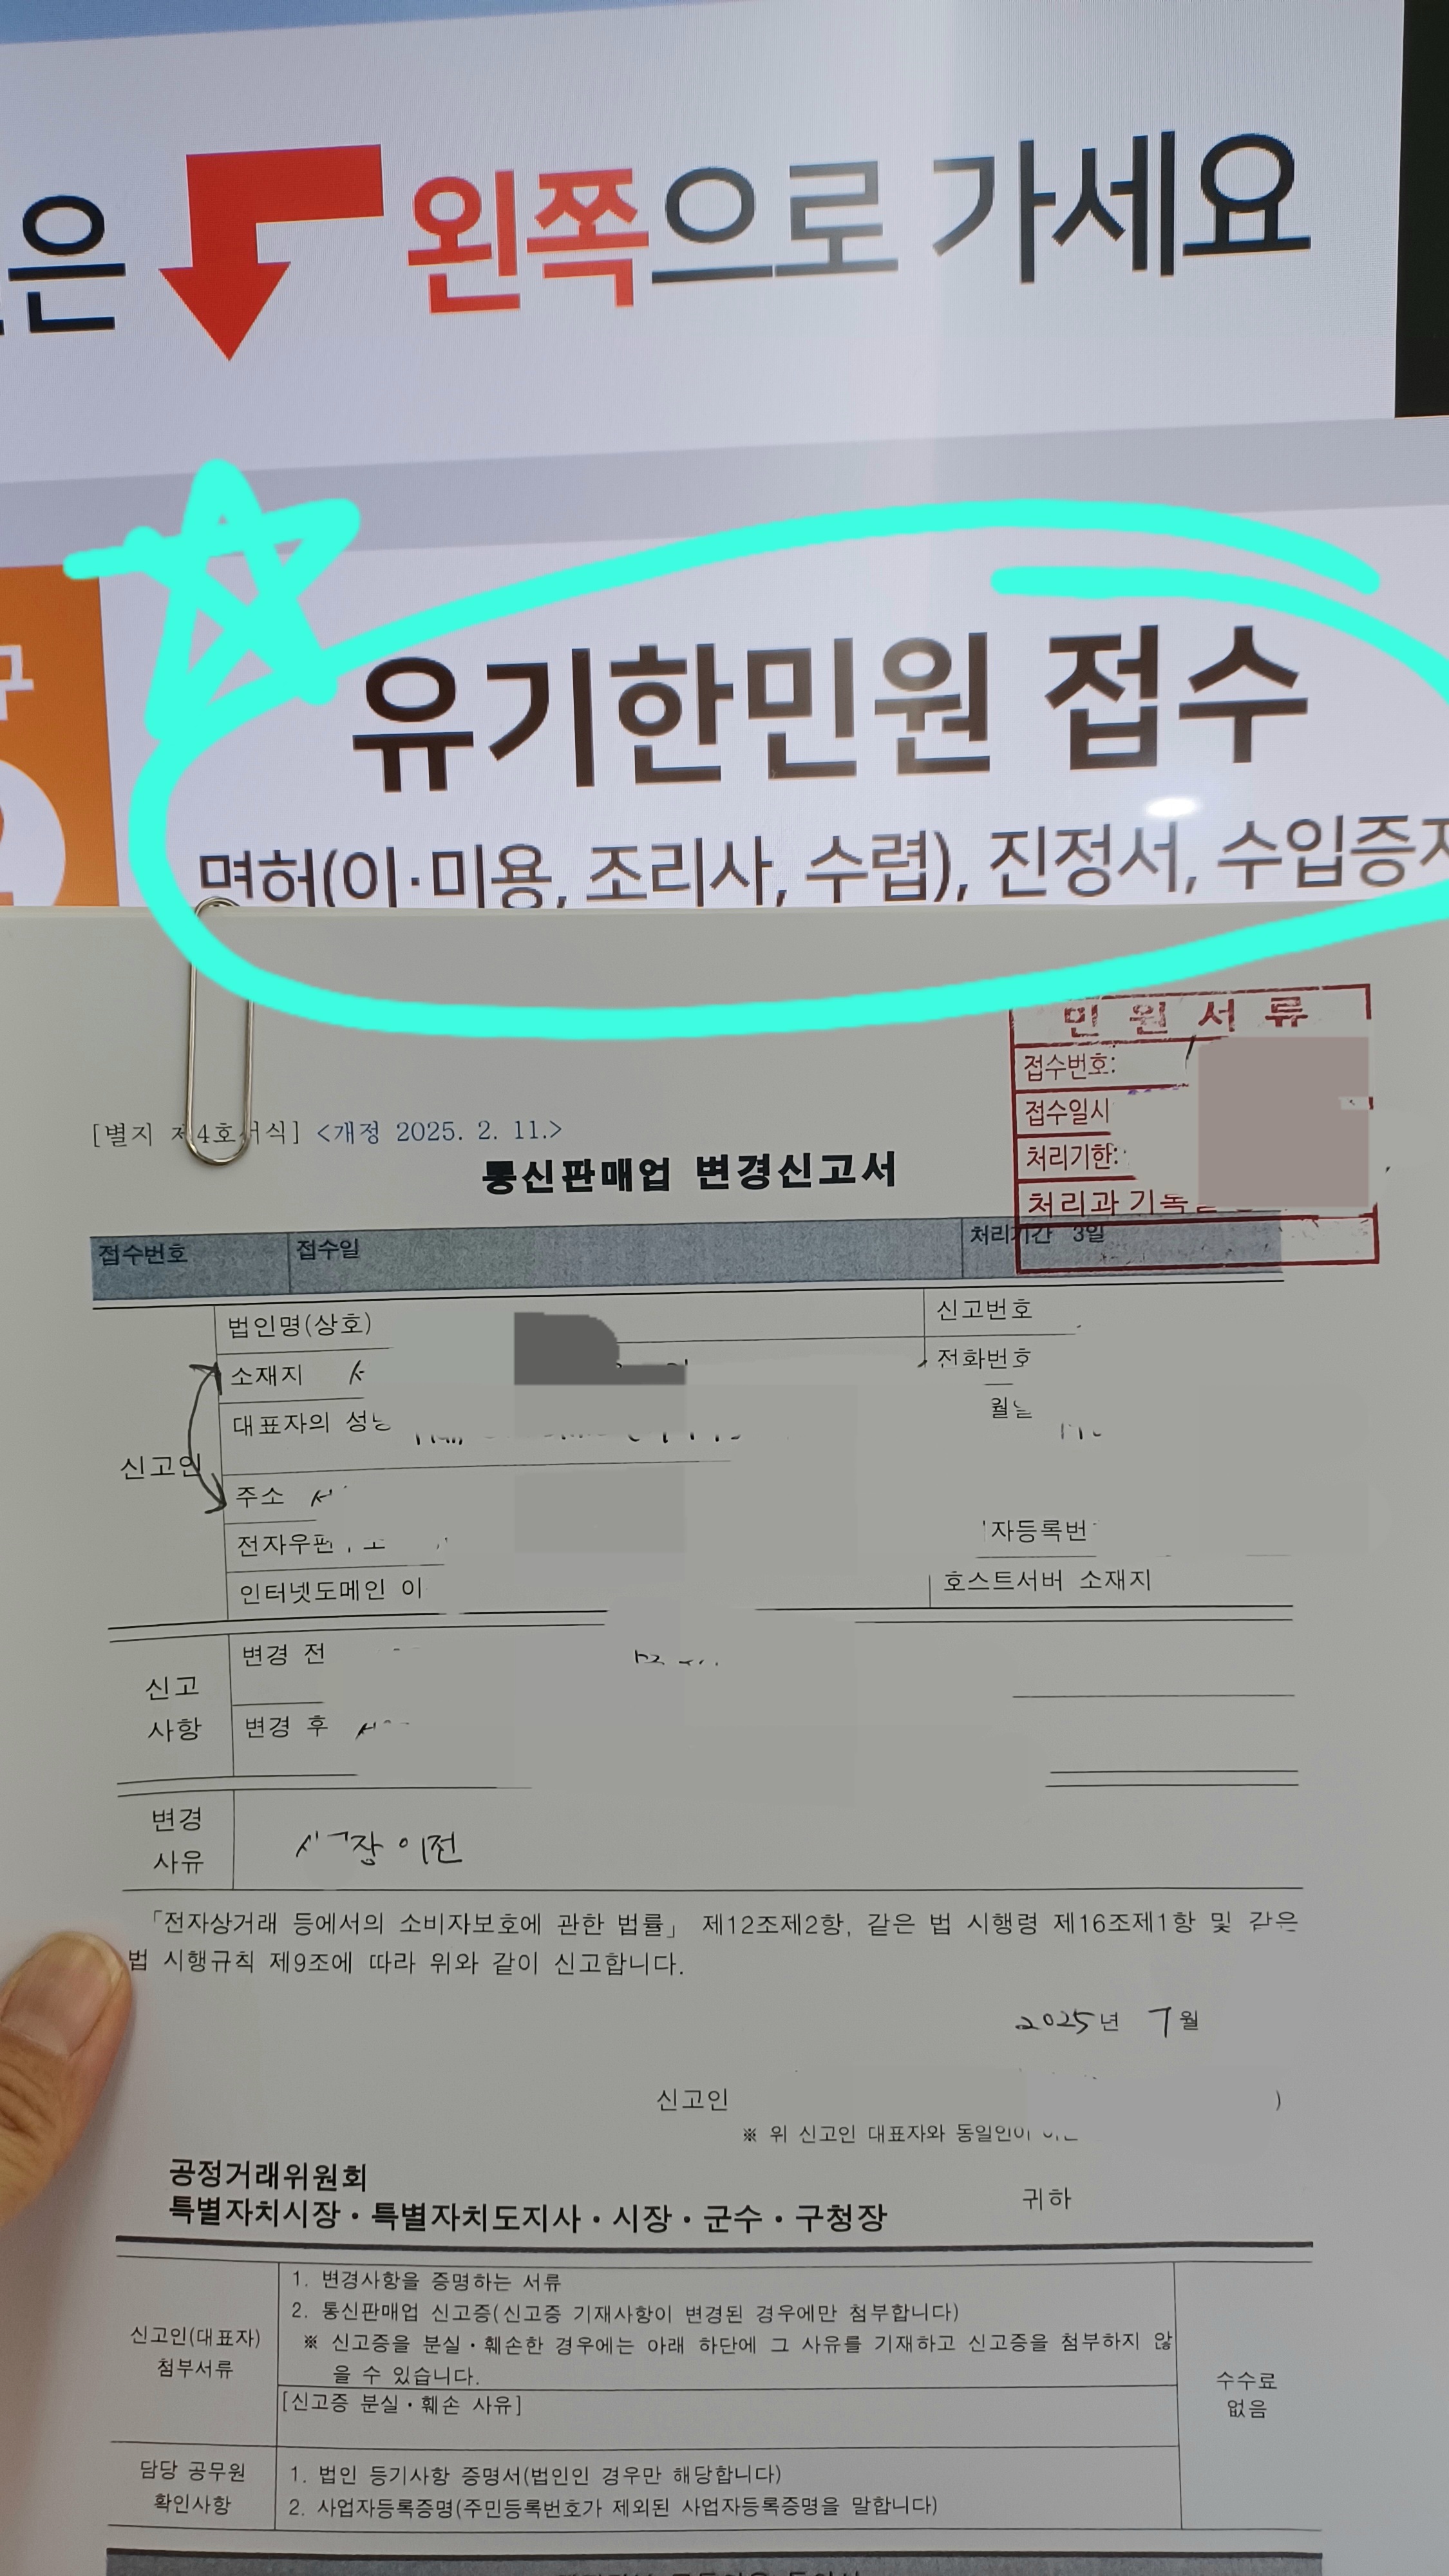 은 왼쪽으로 가세요
유기한민원 접수
면허(이·미용, 조리사, 수렵), 진정서, 수입증지
민원서류
접수번호:
접수일시
처리기한:
처리과 기록
[별지 제4호서식] <개정 2025. 2. 11.>
통신판매업 변경신고서
접수번호 접수일 처리기간 3일
신고인
법인명(상호) 신고번호
소재지 전화번호
대표자의 성명 월일
주소
전자우편
인터넷도메인 이 호스트서버 소재지
신고
사항
변경 전
변경 후
변경
사유
이전
「전자상거래 등에서의 소비자보호에 관한 법률」 제12조제2항, 같은 법 시행령 제16조제1항 및 같은
법 시행규칙 제9조에 따라 위와 같이 신고합니다.
2025년 7월
신고인 )
※ 위 신고인 대표자와 동일인이
공정거래위원회
특별자치시장·특별자치도지사·시장·군수·구청장 귀하
신고인(대표자)
첨부서류
1. 변경사항을 증명하는 서류
2. 통신판매업 신고증(신고증 기재사항이 변경된 경우에만 첨부합니다)
※ 신고증을 분실·훼손한 경우에는 아래 하단에 그 사유를 기재하고 신고증을 첨부하지 않
을 수 있습니다.
[신고증 분실·훼손 사유]
수수료
없음
담당 공무원
확인사항
1. 법인 등기사항 증명서(법인인 경우만 해당합니다)
2. 사업자등록증명(주민등록번호가 제외된 사업자등록증명을 말합니다)